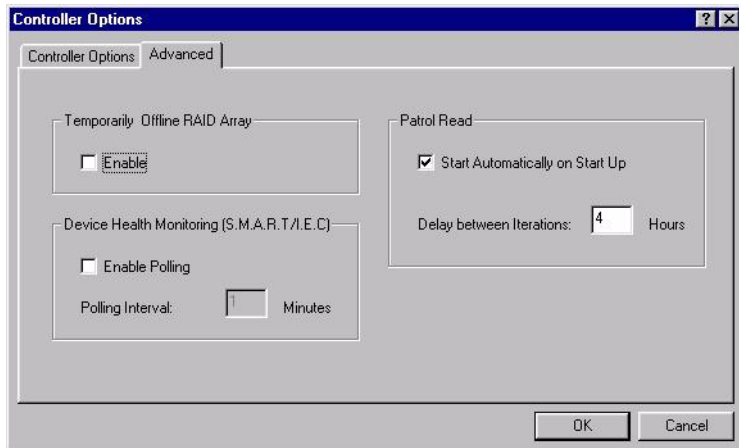 Controller Options
Controller Options
Advanced
Temporarily Offline RAID Array
Enable
Device Health Monitoring (S.M.A.R.T/I.E.C)
Enable Polling
Polling Interval: 1 Minutes
Patrol Read
Start Automatically on Start Up
Delay between Iterations: 4 Hours
OK
Cancel